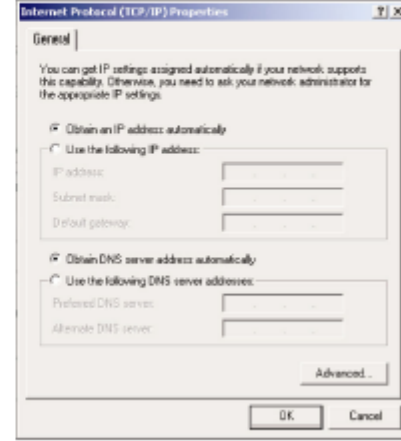 Internet Protocol (TCP/IP) Properties
General
You can get IP settings assigned automatically if your network supports
this capability. Otherwise, you need to ask your network administrator for
the appropriate IP settings.
Obtain an IP address automatically
Use the following IP address:
IP address:
Subnet mask:
Default gateway:
Obtain DNS server address automatically
Use the following DNS server addresses:
Preferred DNS server:
Alternate DNS server:
Advanced...
OK
Cancel